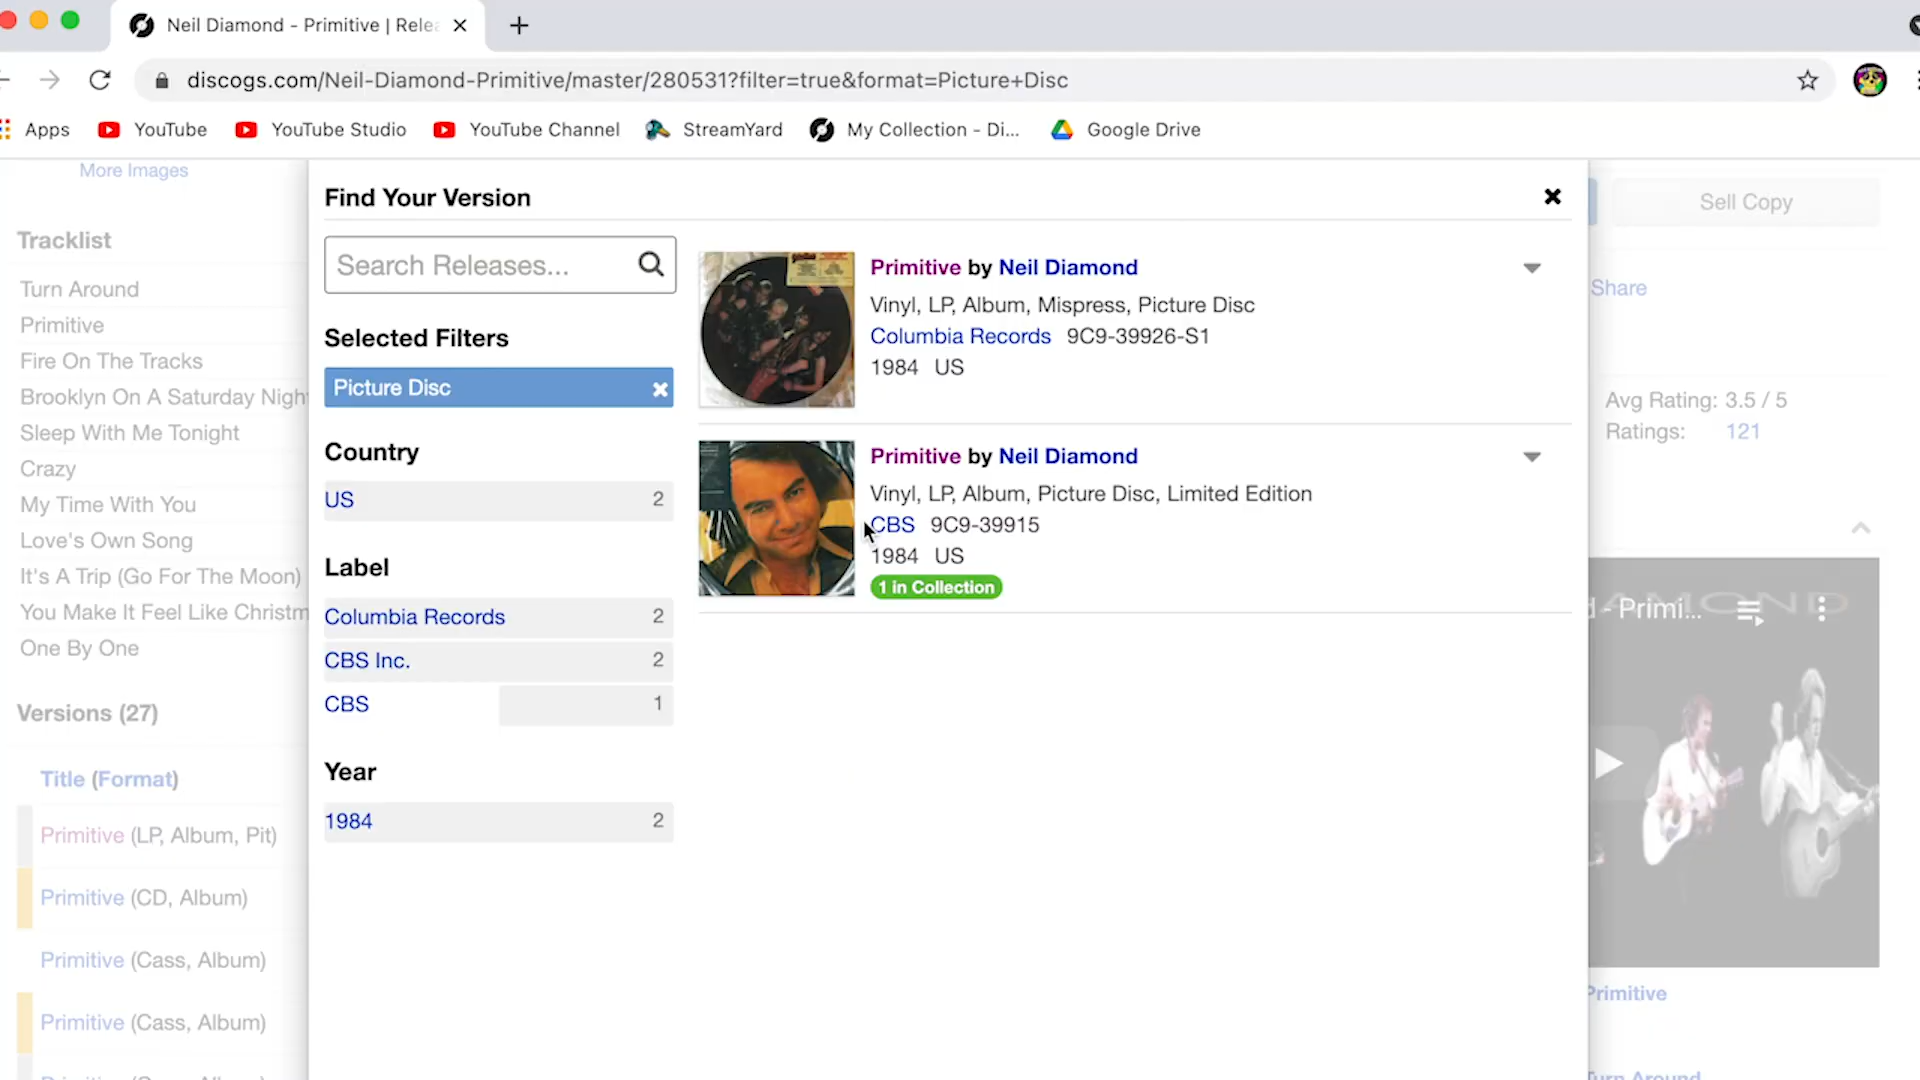 Neil Diamond - Primitive | Relea
discogs.com/Neil-Diamond-Primitive/master/280531?filter=true&format=Picture+Disc
Apps YouTube YouTube Studio YouTube Channel StreamYard My Collection - Di... Google Drive
More Images
Tracklist
Turn Around
Primitive
Fire On The Tracks
Brooklyn On A Saturday Nigh
Sleep With Me Tonight
Crazy
My Time With You
Love's Own Song
It's A Trip (Go For The Moon)
You Make It Feel Like Christm
One By One
Versions (27)
Title (Format)
Primitive (LP, Album, Pit)
Primitive (CD, Album)
Primitive (Cass, Album)
Primitive (Cass, Album)
Find Your Version
Search Releases...
Selected Filters
Picture Disc
Country
US 2
Label
Columbia Records 2
CBS Inc. 2
CBS 1
Year
1984 2
Primitive by Neil Diamond
Vinyl, LP, Album, Mispress, Picture Disc
Columbia Records 9C9-39926-S1
1984 US
Primitive by Neil Diamond
Vinyl, LP, Album, Picture Disc, Limited Edition
CBS 9C9-39915
1984 US
1 in Collection
Sell Copy
Share
Avg Rating: 3.5 / 5
Ratings: 121
d - Primi...
AMOND
Primitive
Turn Around